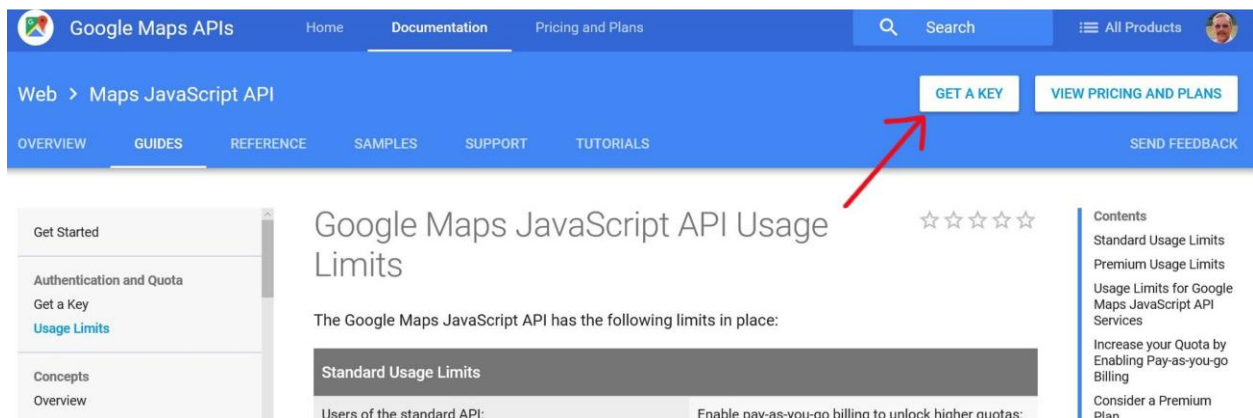 Google Maps APIs
Home
Documentation
Pricing and Plans
Search
All Products
Web > Maps JavaScript API
GET A KEY
VIEW PRICING AND PLANS
OVERVIEW
GUIDES
REFERENCE
SAMPLES
SUPPORT
TUTORIALS
SEND FEEDBACK
Get Started
Authentication and Quota
Get a Key
Usage Limits
Concepts
Overview
Google Maps JavaScript API Usage
Limits
The Google Maps JavaScript API has the following limits in place:
Standard Usage Limits
Users of the standard API:
Enable pay-as-you-go billing to unlock higher quotas:
Contents
Standard Usage Limits
Premium Usage Limits
Usage Limits for Google
Maps JavaScript API
Services
Increase your Quota by
Enabling Pay-as-you-go
Billing
Consider a Premium
Plan